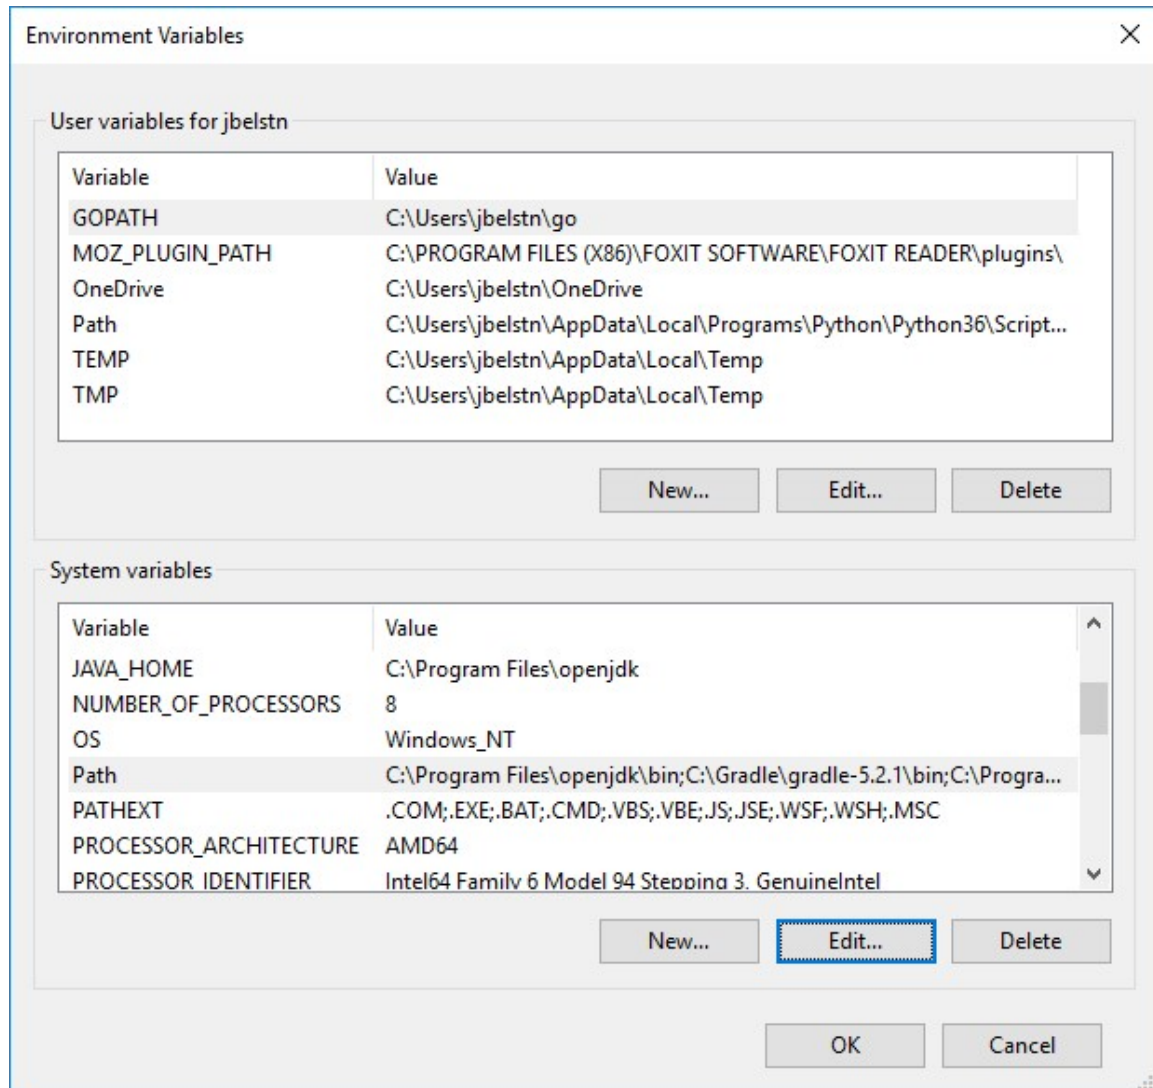 Environment Variables
User variables for jbelstn
Variable Value
GOPATH C:\Users\jbelstn\go
MOZ_PLUGIN_PATH C:\PROGRAM FILES (X86)\FOXIT SOFTWARE\FOXIT READER\plugins\
OneDrive C:\Users\jbelstn\OneDrive
Path C:\Users\jbelstn\AppData\Local\Programs\Python\Python36\Script...
TEMP C:\Users\jbelstn\AppData\Local\Temp
TMP C:\Users\jbelstn\AppData\Local\Temp
New... Edit... Delete
System variables
Variable Value
JAVA_HOME C:\Program Files\openjdk
NUMBER_OF_PROCESSORS 8
OS Windows_NT
Path C:\Program Files\openjdk\bin;C:\Gradle\gradle-5.2.1\bin;C:\Progra...
PATHEXT .COM;.EXE;.BAT;.CMD;.VBS;.VBE;.JS;.JSE;.WSF;.WSH;.MSC
PROCESSOR_ARCHITECTURE AMD64
PROCESSOR_IDENTIFIER Intel64 Family 6 Model 94 Stepping 3, GenuineIntel
New... Edit... Delete
OK Cancel